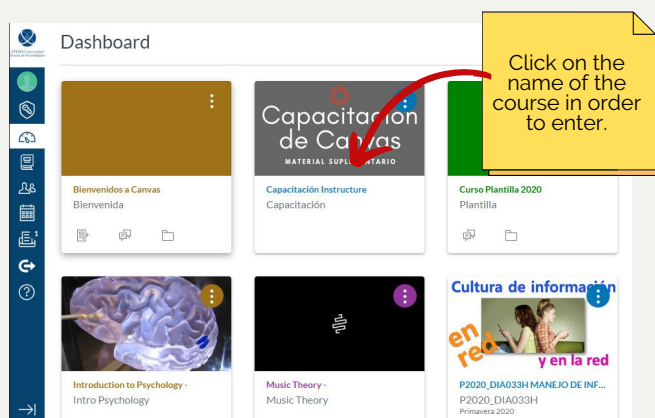 Dashboard
Click on the
name of the
course in order
to enter.
Capacitación
de Canvas
MATERIAL SUPLEMENTARIO
Bienvenidos a Canvas
Bienvenida
Capacitación Instructure
Capacitación
Curso Plantilla 2020
Plantilla
1
Introduction to Psychology -
Intro Psychology
Music Theory -
Music Theory
Cultura de información
en
red
y en la red
P2020_DIA033H MANEJO DE INF...
P2020_DIA033H
Primavera 2020